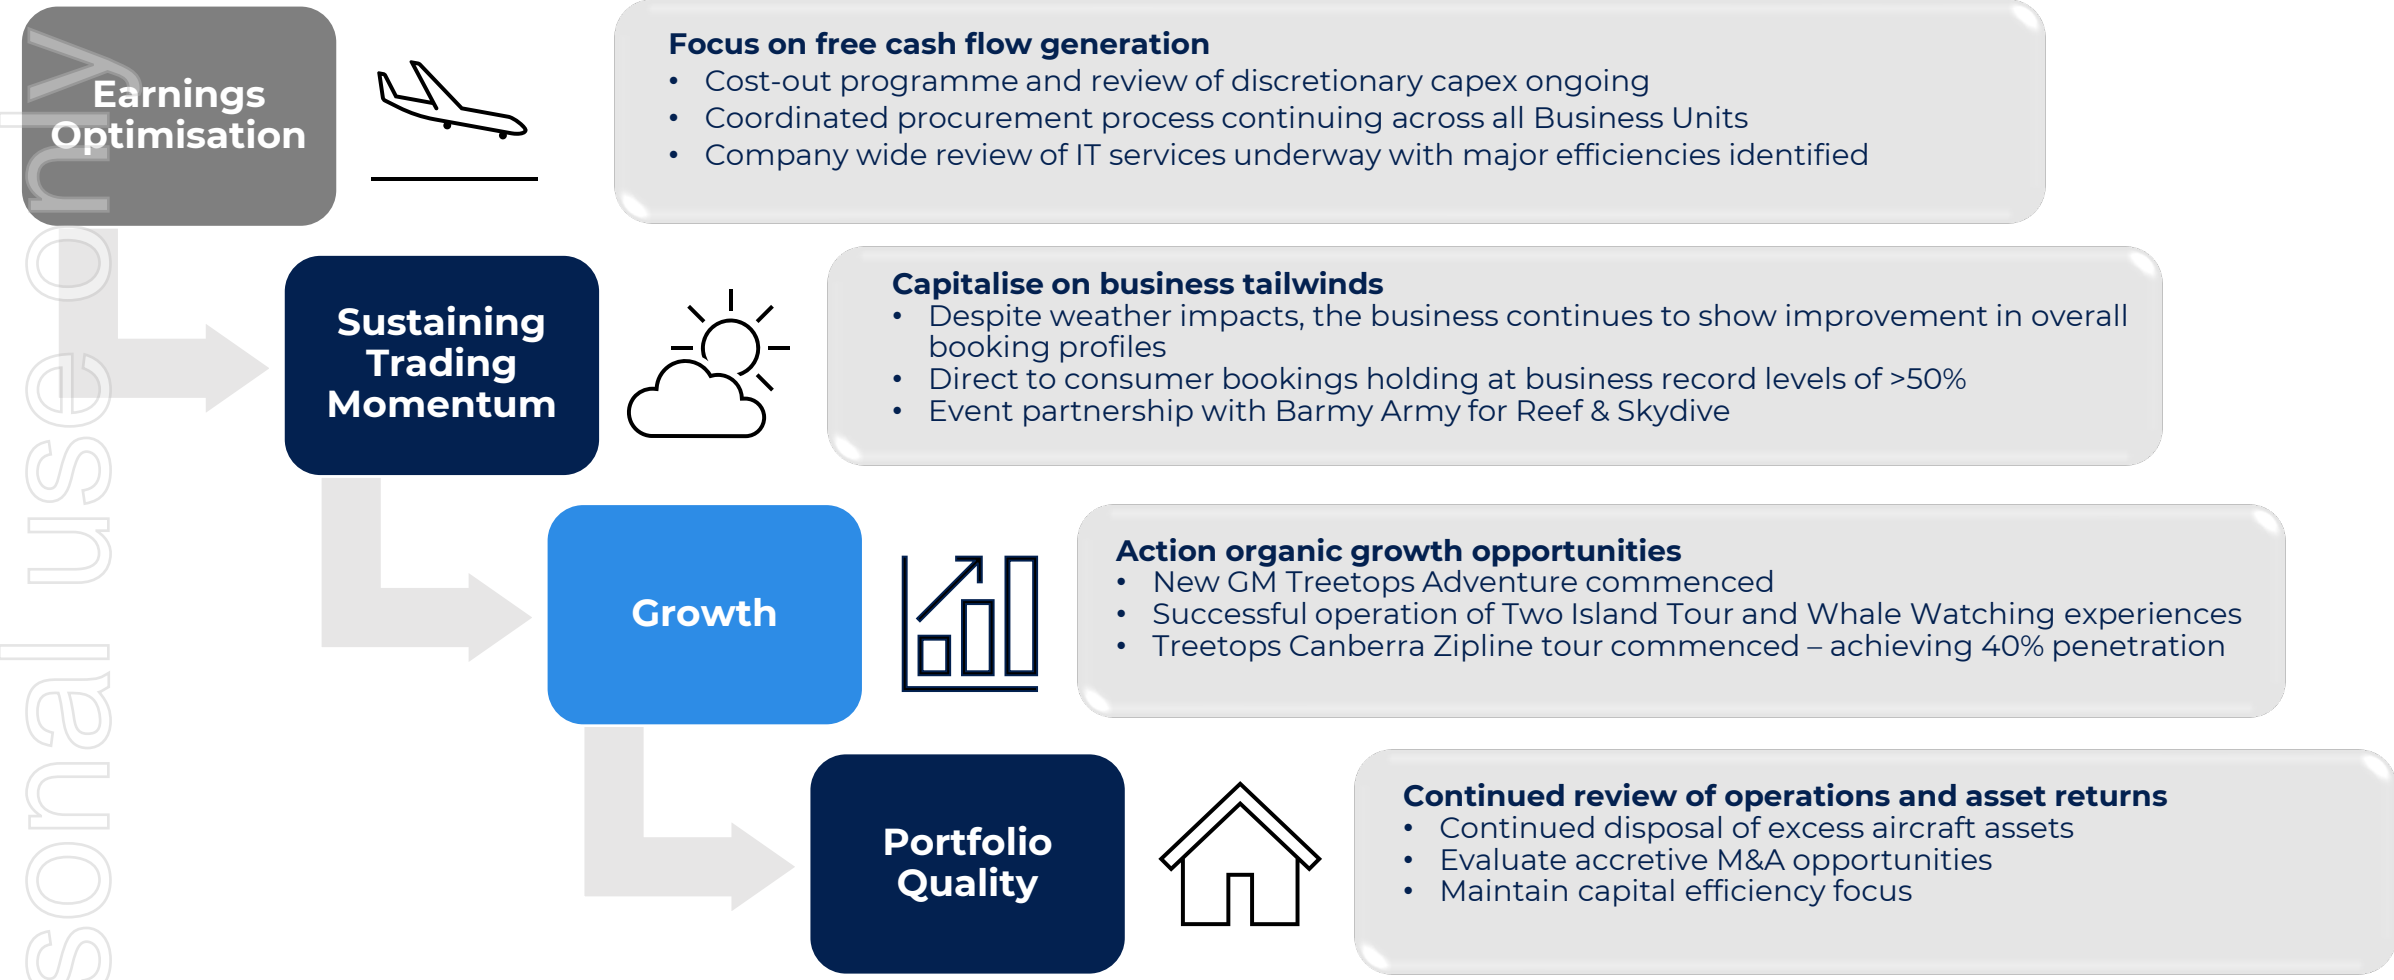 Earnings
Optimisation
Focus on free cash flow generation
• Cost-out programme and review of discretionary capex ongoing
• Coordinated procurement process continuing across all Business Units
• Company wide review of IT services underway with major efficiencies identified
Sustaining
Trading
Momentum
Capitalise on business tailwinds
• Despite weather impacts, the business continues to show improvement in overall
booking profiles
• Direct to consumer bookings holding at business record levels of >50%
• Event partnership with Barmy Army for Reef & Skydive
Growth
Action organic growth opportunities
• New GM Treetops Adventure commenced
• Successful operation of Two Island Tour and Whale Watching experiences
• Treetops Canberra Zipline tour commenced – achieving 40% penetration
Portfolio
Quality
Continued review of operations and asset returns
• Continued disposal of excess aircraft assets
• Evaluate accretive M&A opportunities
• Maintain capital efficiency focus
sonal use only